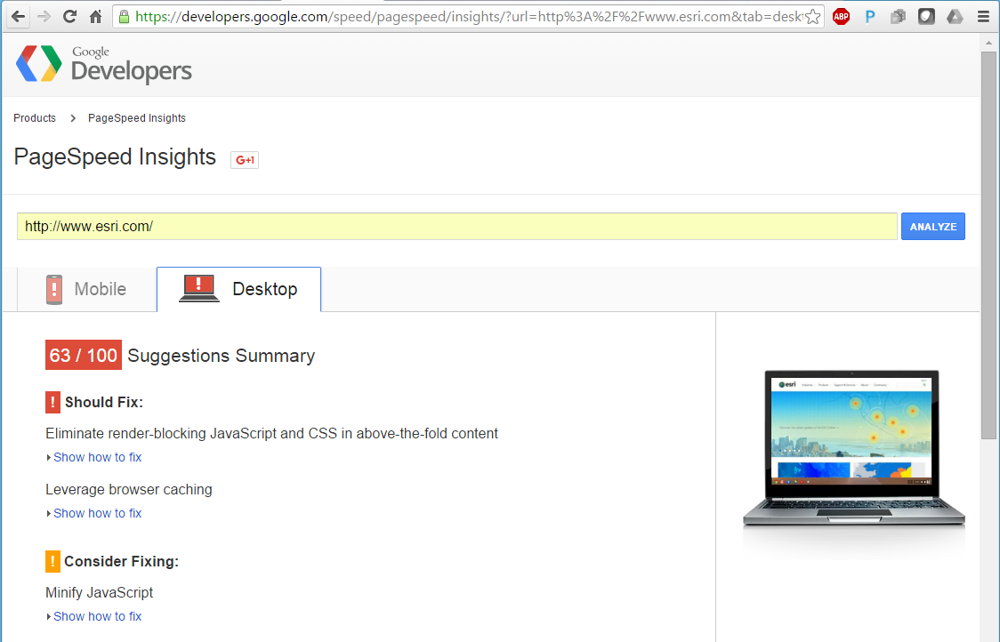 https://developers.google.com/speed/pagespeed/insights/?url=http%3A%2F%2Fwww.esri.com&tab=desk
ABP
P
Google
Developers
Products > PageSpeed Insights
PageSpeed Insights
G+1
http://www.esri.com/
ANALYZE
! Mobile
! Desktop
63 / 100 Suggestions Summary
! Should Fix:
Eliminate render-blocking JavaScript and CSS in above-the-fold content
Show how to fix
Leverage browser caching
Show how to fix
! Consider Fixing:
Minify JavaScript
Show how to fix
esri